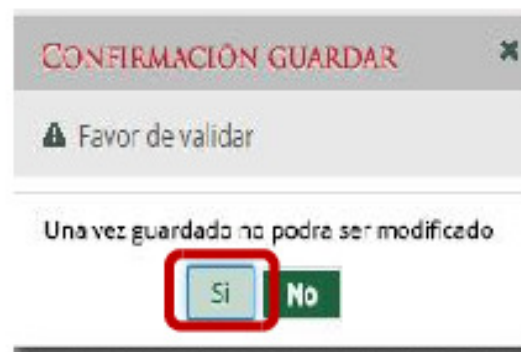 CONFIRMACIÓN GUARDAR
Favor de validar
Una vez guardado no podra ser modificado
Si No